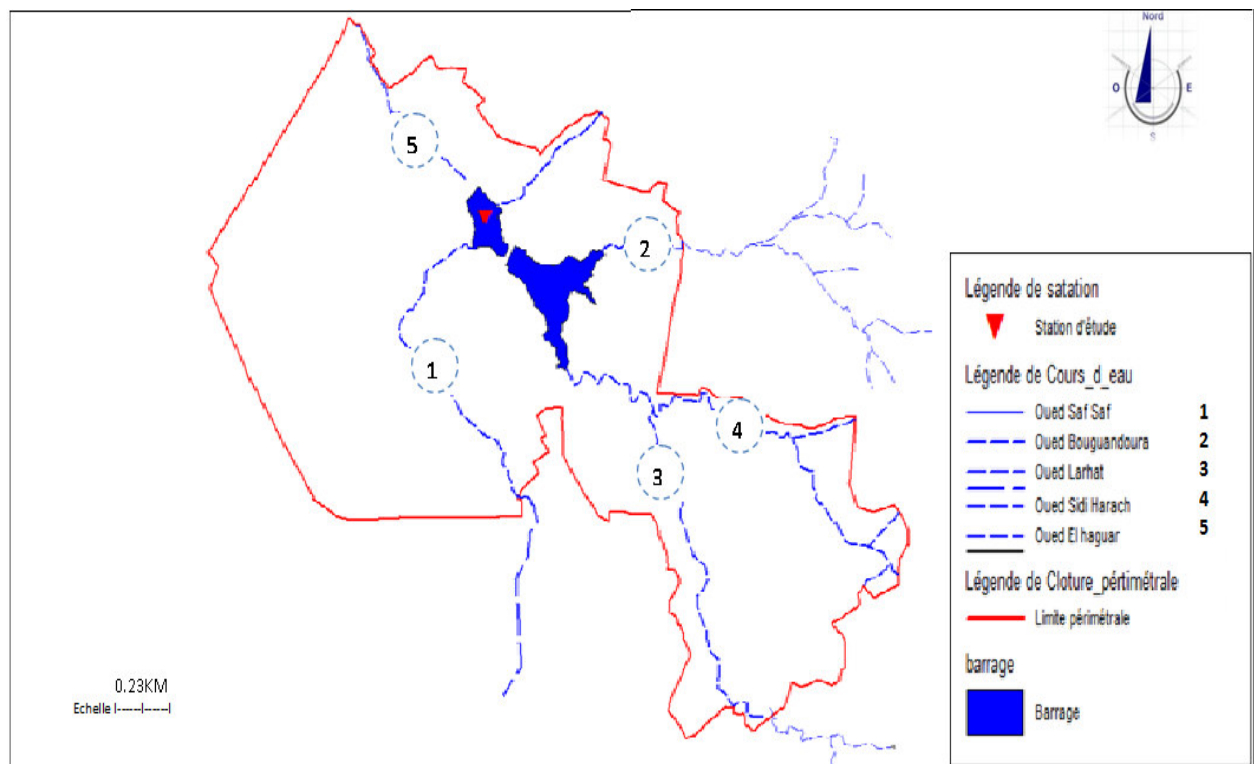 Nord
O E
S
5
2
1
4
3
Légende de satation
Station d'étude
Légende de Cours_d_eau
Oued Saf Saf 1
Oued Bouguandoura 2
Oued Larhat 3
Oued Sidi Harach 4
Oued El haguar 5
Légende de Cloture_pértimétrale
Limite périmétrale
barrage
Barrage
0.23KM
Echelle